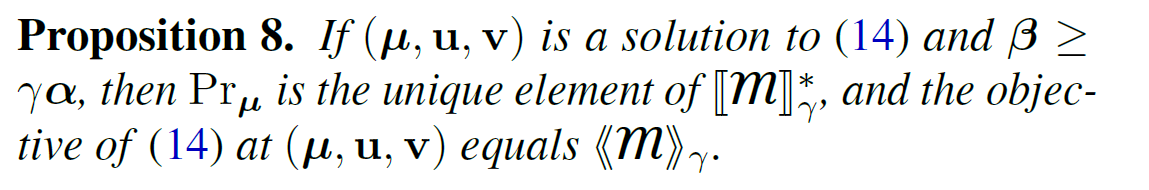 Proposition 8. If (μ, u, v) is a solution to (14) and β ≥
γα, then Pr_μ is the unique element of ⟦𝓜⟧*_γ, and the objec-
tive of (14) at (μ, u, v) equals ⟪𝓜⟫_γ.